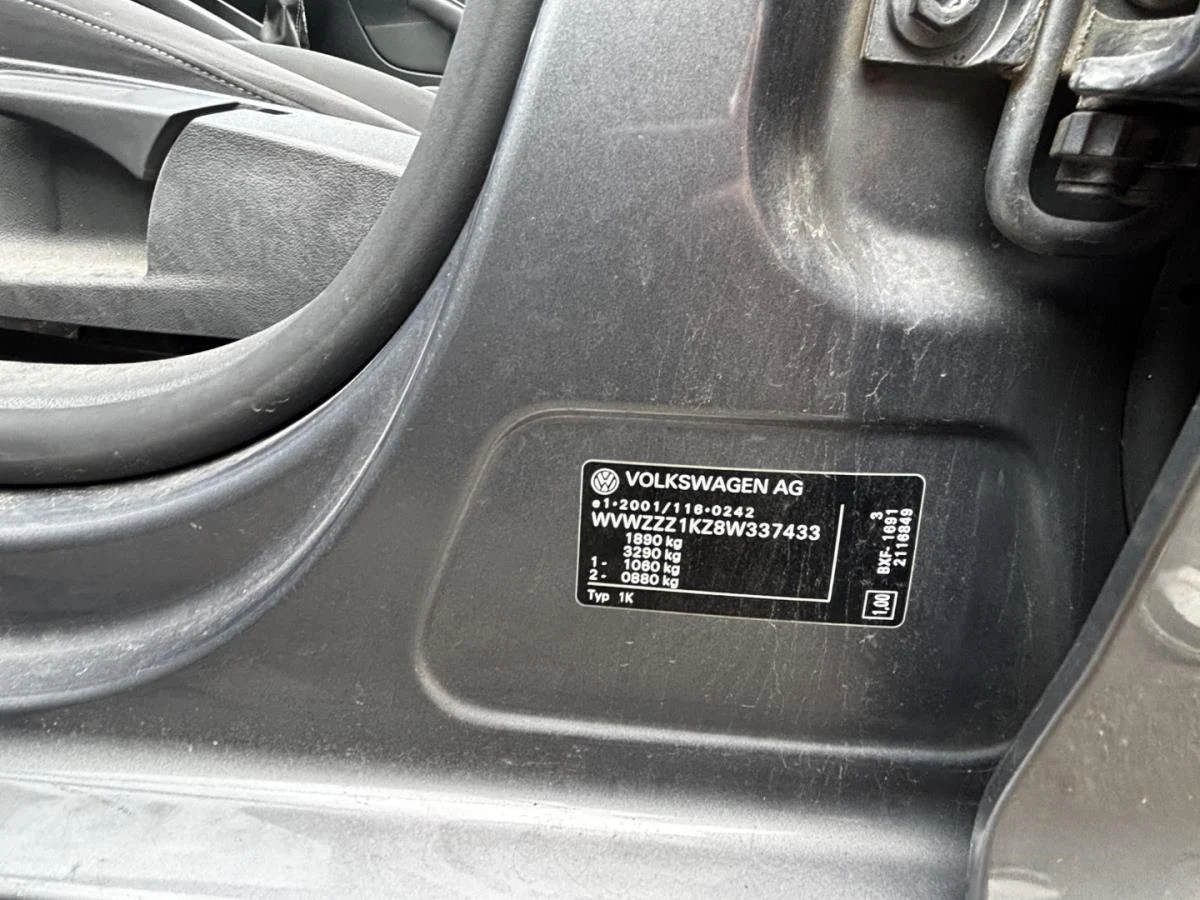 VOLKSWAGEN AG
e1*2001/116*0242
WVWZZZ1KZ8W337433
1890 kg
3290 kg
1- 1060 kg
2- 0880 kg
Typ 1K
3
BXF- 1691
2116849
1,00